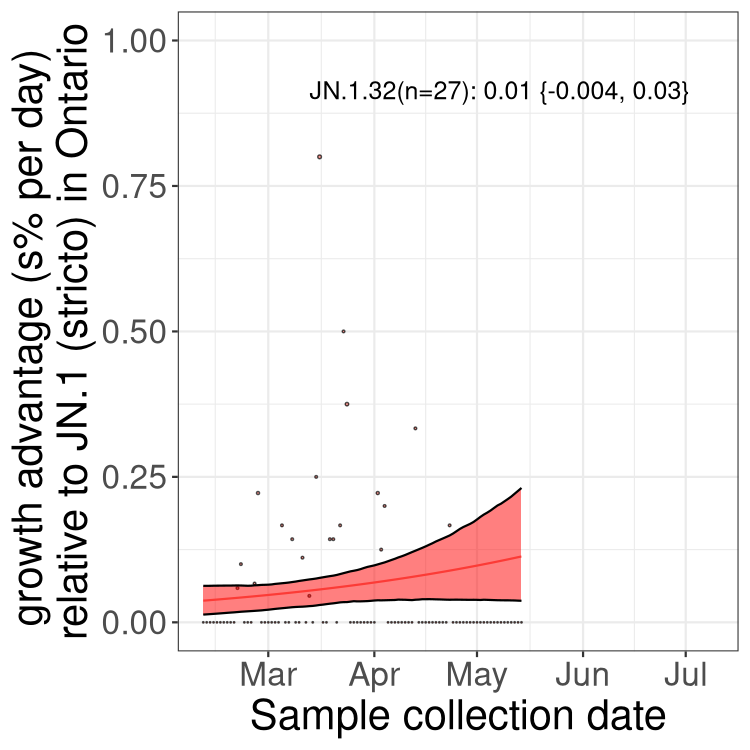 growth advantage (s% per day)
relative to JN.1 (stricto) in Ontario
1.00
0.75
0.50
0.25
0.00
JN.1.32(n=27): 0.01 {-0.004, 0.03}
Mar Apr May Jun Jul
Sample collection date